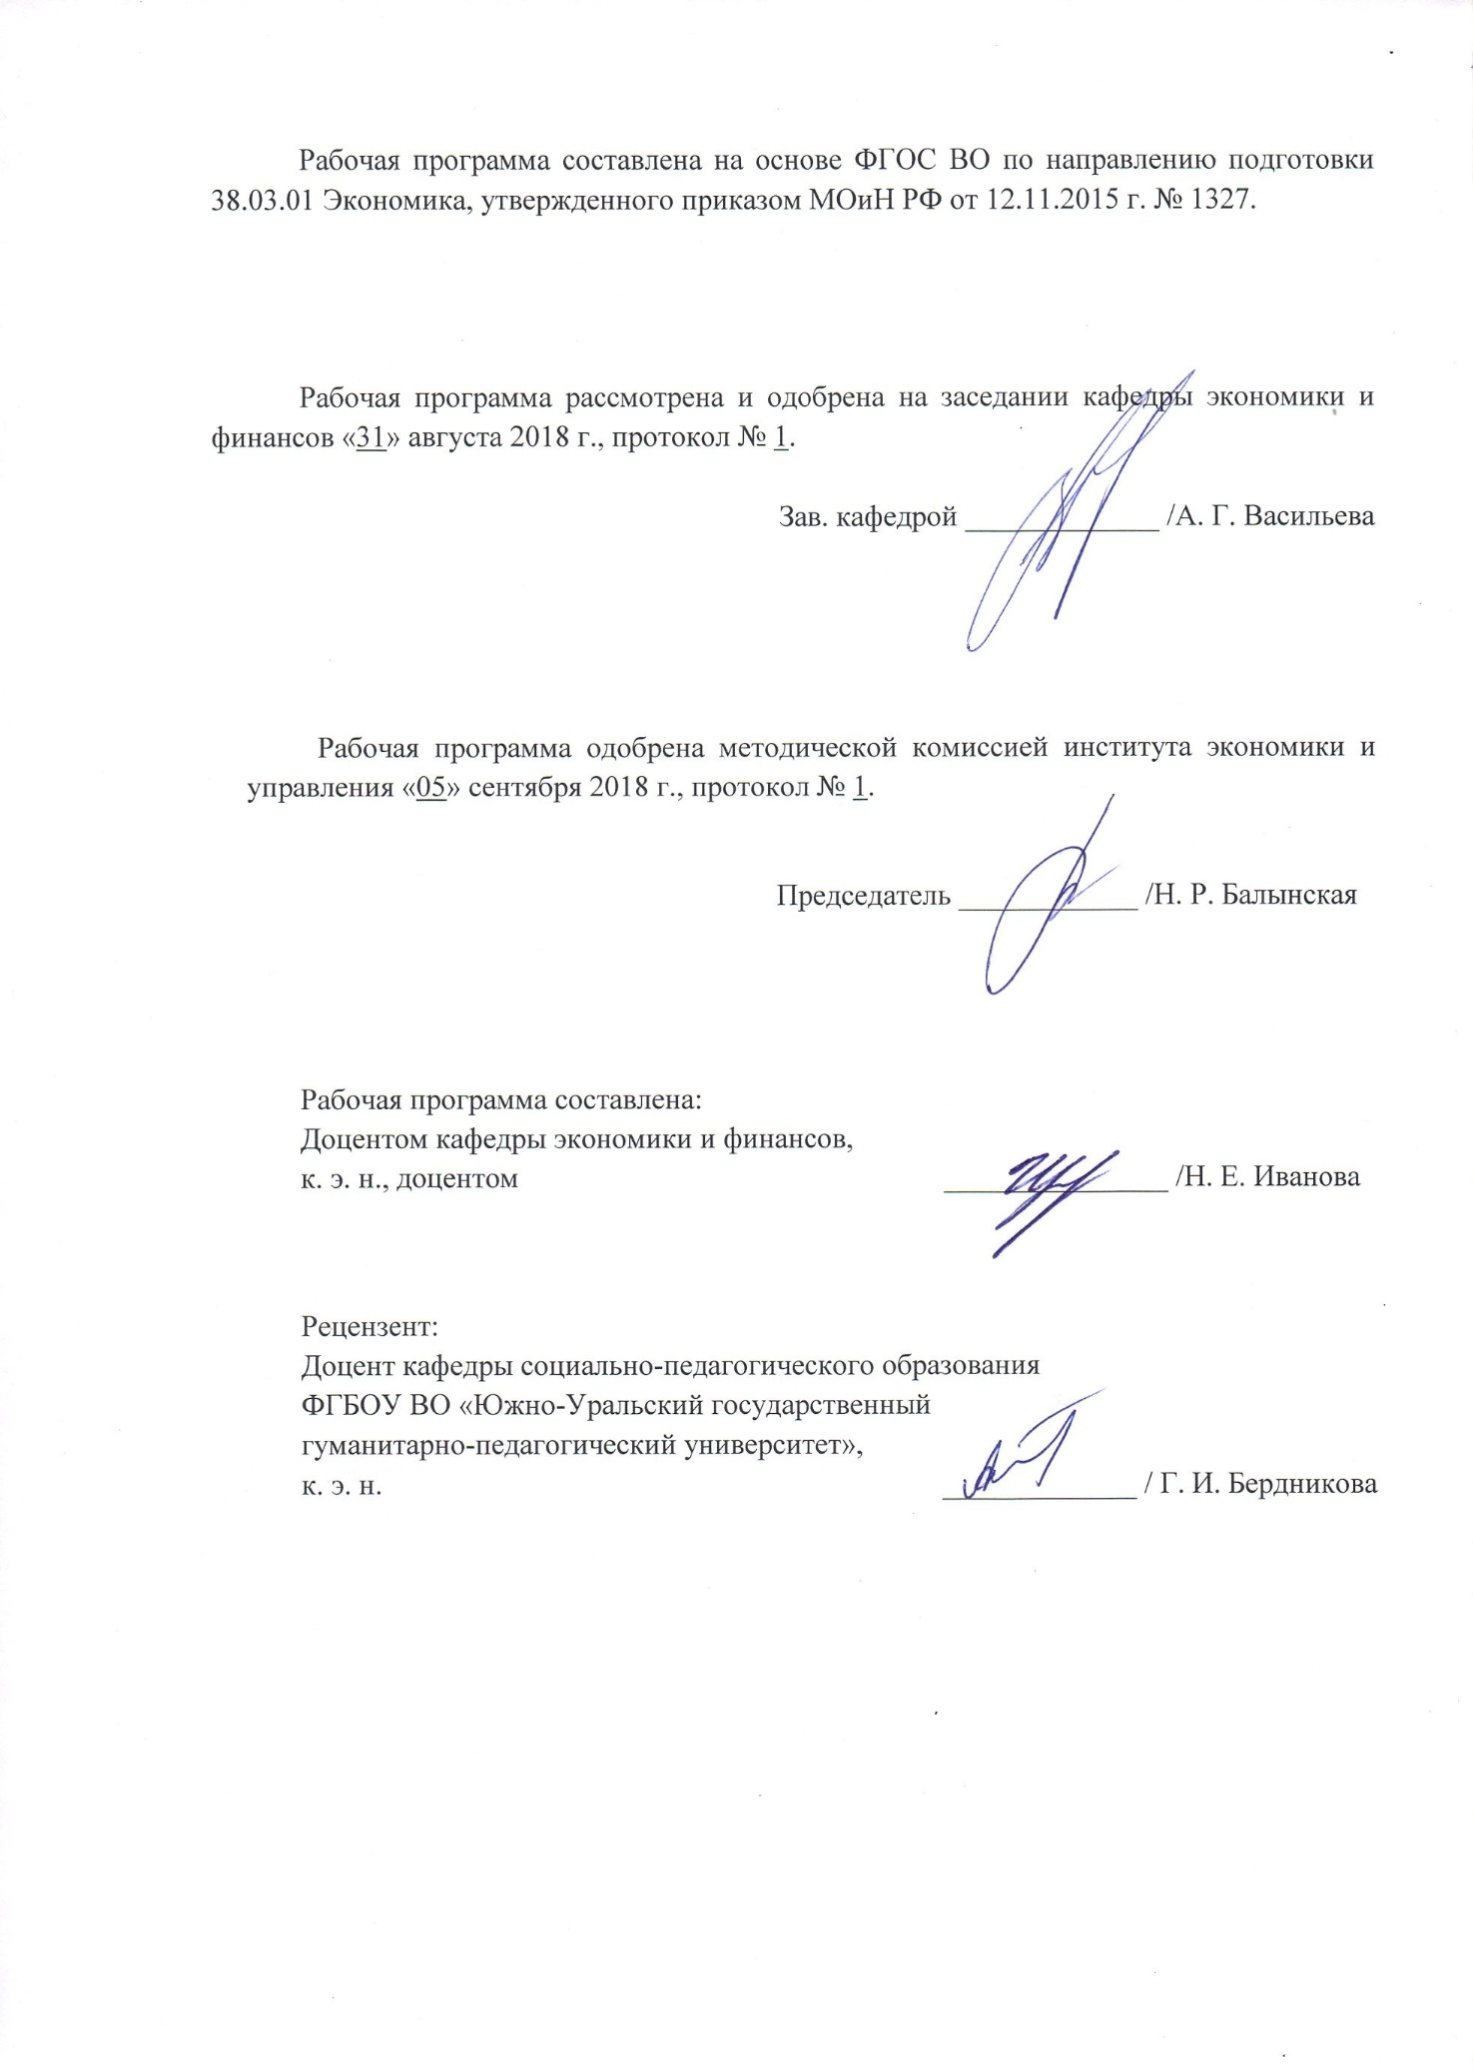 Рабочая программа составлена на основе ФГОС ВО по направлению подготовки
38.03.01 Экономика, утвержденного приказом МОиН РФ от 12.11.2015 г. № 1327.
Рабочая программа рассмотрена и одобрена на заседании кафедры экономики и
финансов «31» августа 2018 г., протокол № 1.
Зав. кафедрой _____________ /А. Г. Васильева
Рабочая программа одобрена методической комиссией института экономики и
управления «05» сентября 2018 г., протокол № 1.
Председатель ____________ /Н. Р. Балынская
Рабочая программа составлена:
Доцентом кафедры экономики и финансов,
к. э. н., доцентом _______________ /Н. Е. Иванова
Рецензент:
Доцент кафедры социально-педагогического образования
ФГБОУ ВО «Южно-Уральский государственный
гуманитарно-педагогический университет»,
к. э. н. _____________ / Г. И. Бердникова